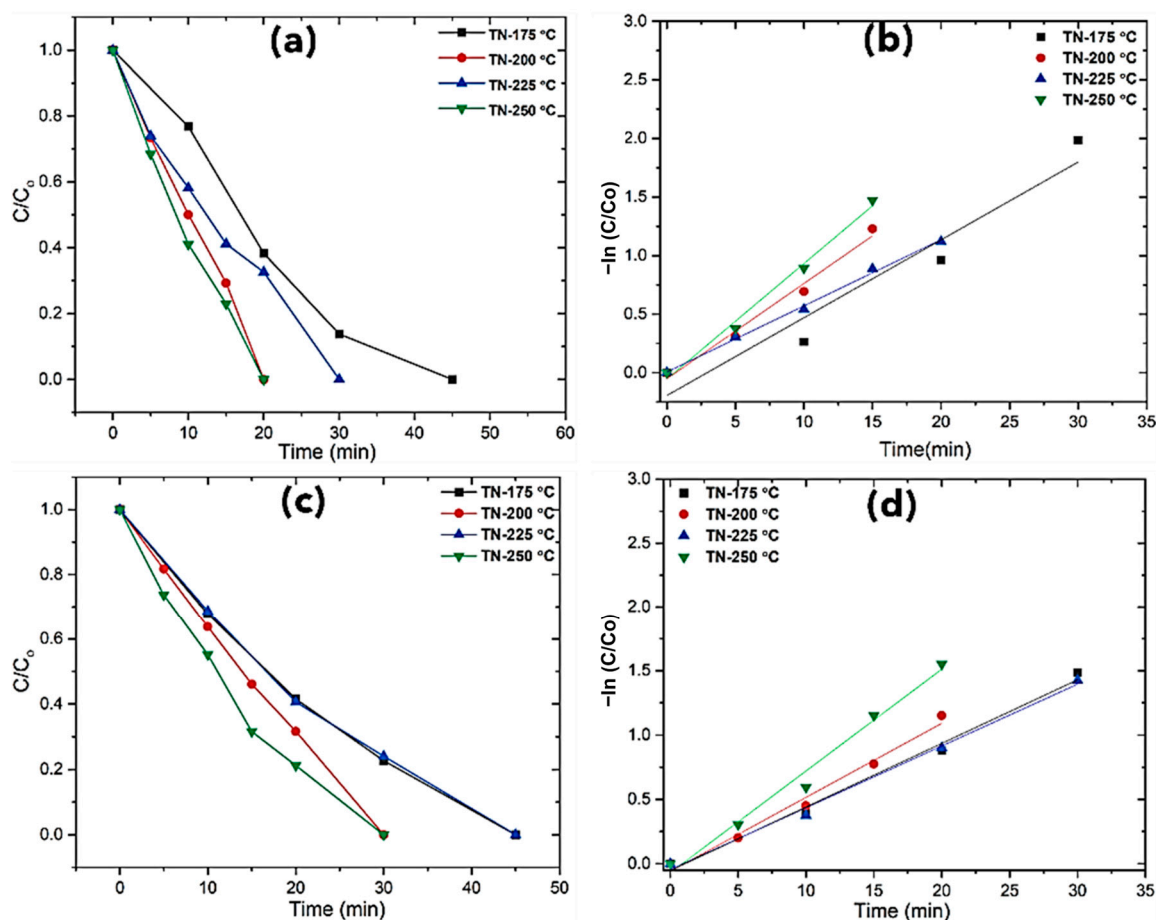 (a)
TN-175 °C
TN-200 °C
TN-225 °C
TN-250 °C
C/Co
1.0
0.8
0.6
0.4
0.2
0.0
0 10 20 30 40 50 60
Time (min)
(b)
TN-175 °C
TN-200 °C
TN-225 °C
TN-250 °C
−ln (C/Co)
3.0
2.5
2.0
1.5
1.0
0.5
0.0
0 5 10 15 20 25 30 35
Time(min)
(c)
TN-175 °C
TN-200 °C
TN-225 °C
TN-250 °C
C/Co
1.0
0.8
0.6
0.4
0.2
0.0
0 10 20 30 40 50
Time (min)
(d)
TN-175 °C
TN-200 °C
TN-225 °C
TN-250 °C
−ln (C/Co)
3.0
2.5
2.0
1.5
1.0
0.5
0.0
0 5 10 15 20 25 30 35
Time (min)